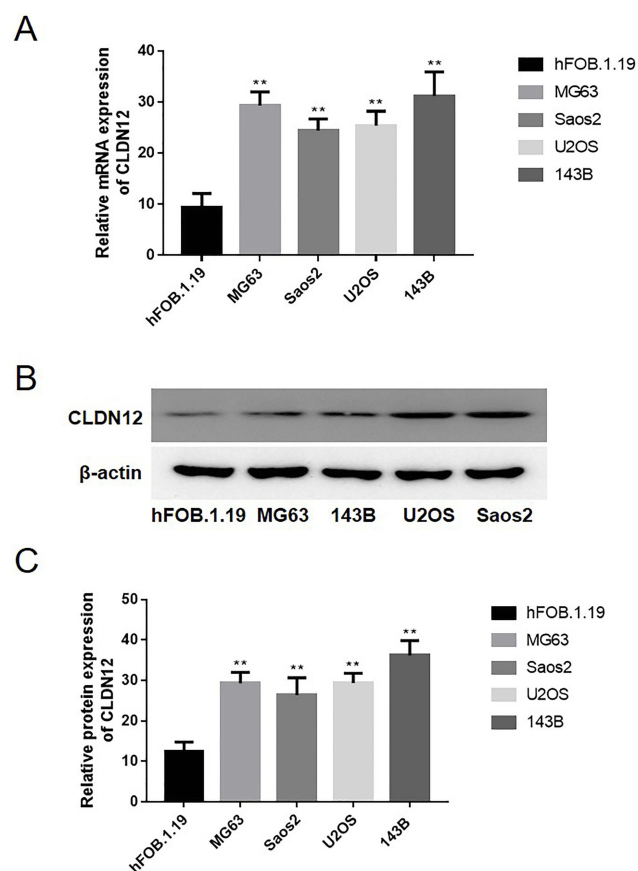 A
Relative mRNA expression
of CLDN12
40
30
20
10
0
**
**
**
**
hFOB.1.19
MG63
Saos2
U2OS
143B
hFOB.1.19
MG63
Saos2
U2OS
143B
B
CLDN12
β-actin
hFOB.1.19 MG63 143B U2OS Saos2
C
Relative protein expression
of CLDN12
50
40
30
20
10
0
**
**
**
**
hFOB.1.19
MG63
Saos2
U2OS
143B
hFOB.1.19
MG63
Saos2
U2OS
143B